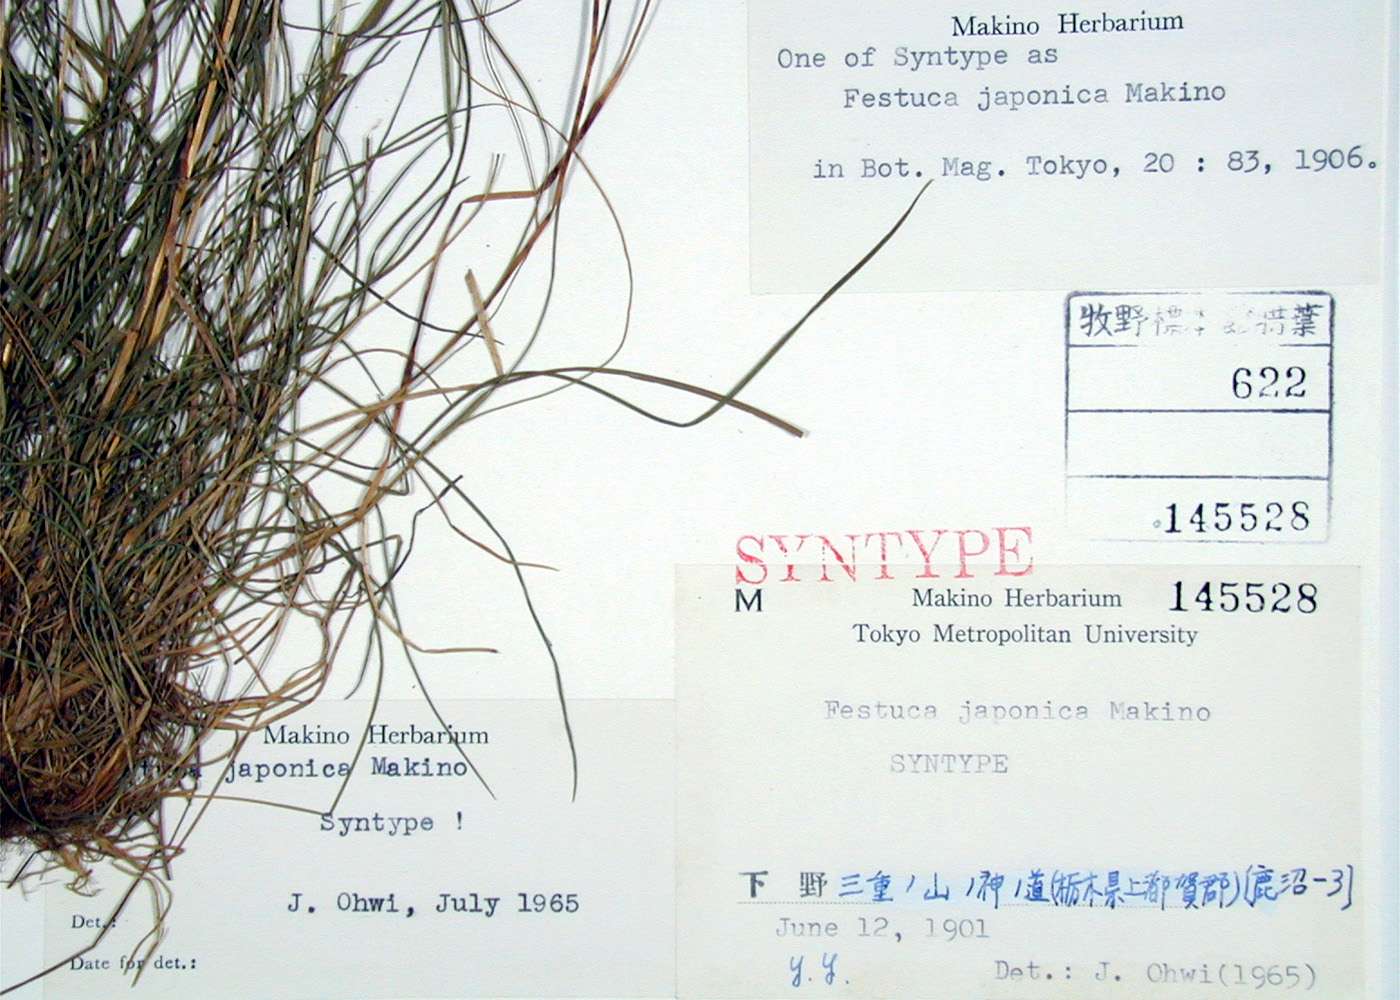 Makino Herbarium
One of Syntype as
Festuca japonica Makino
in Bot. Mag. Tokyo, 20 : 83, 1906.
牧野標本 葉
622
145528
SYNTYPE
M Makino Herbarium 145528
Tokyo Metropolitan University
Festuca japonica Makino
SYNTYPE
下 野 三重ノ山ノ神ノ道(栃木県上都賀郡)[鹿沼-3]
June 12, 1901
Y.Y.
Det.: J. Ohwi(1965)
Makino Herbarium
japonica Makino
Syntype !
J. Ohwi, July 1965
Det.:
Date for det.: